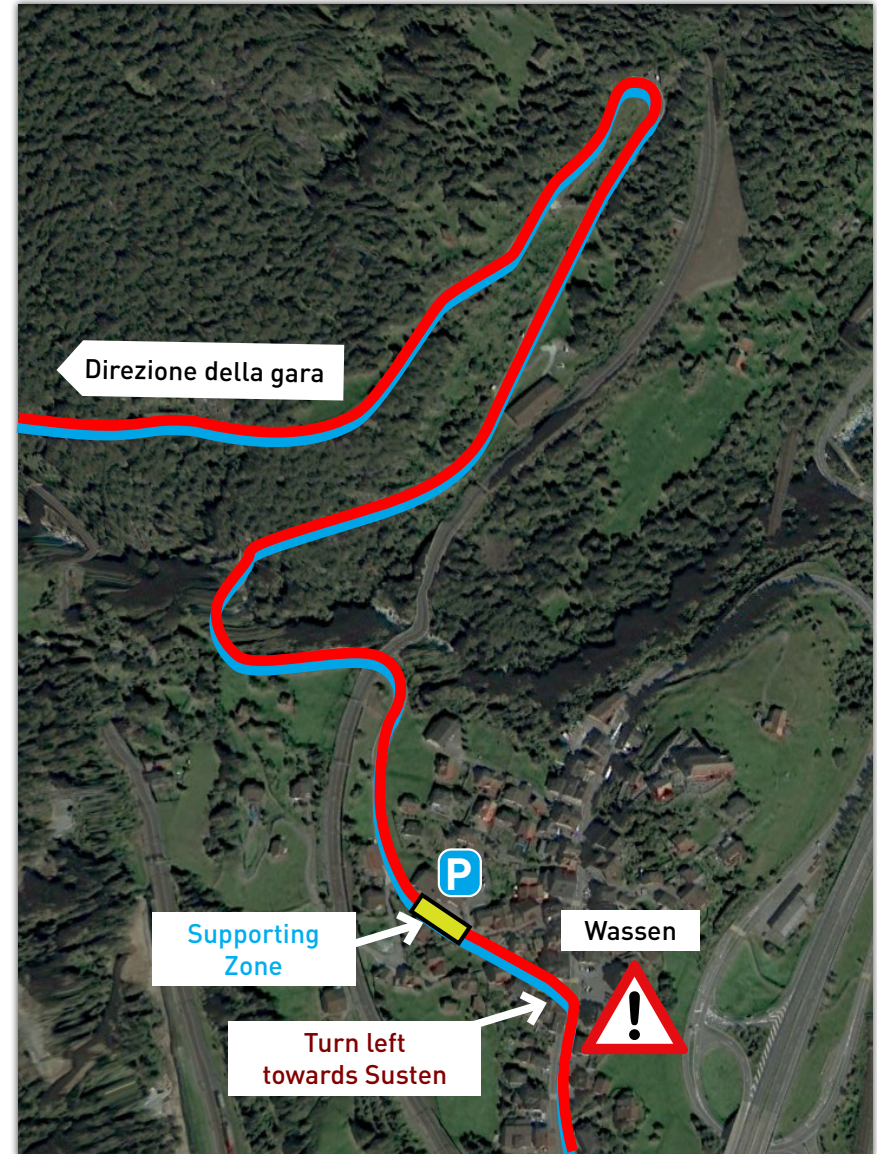 Direzione della gara
P
Supporting
Zone
Wassen
!
Turn left
towards Susten